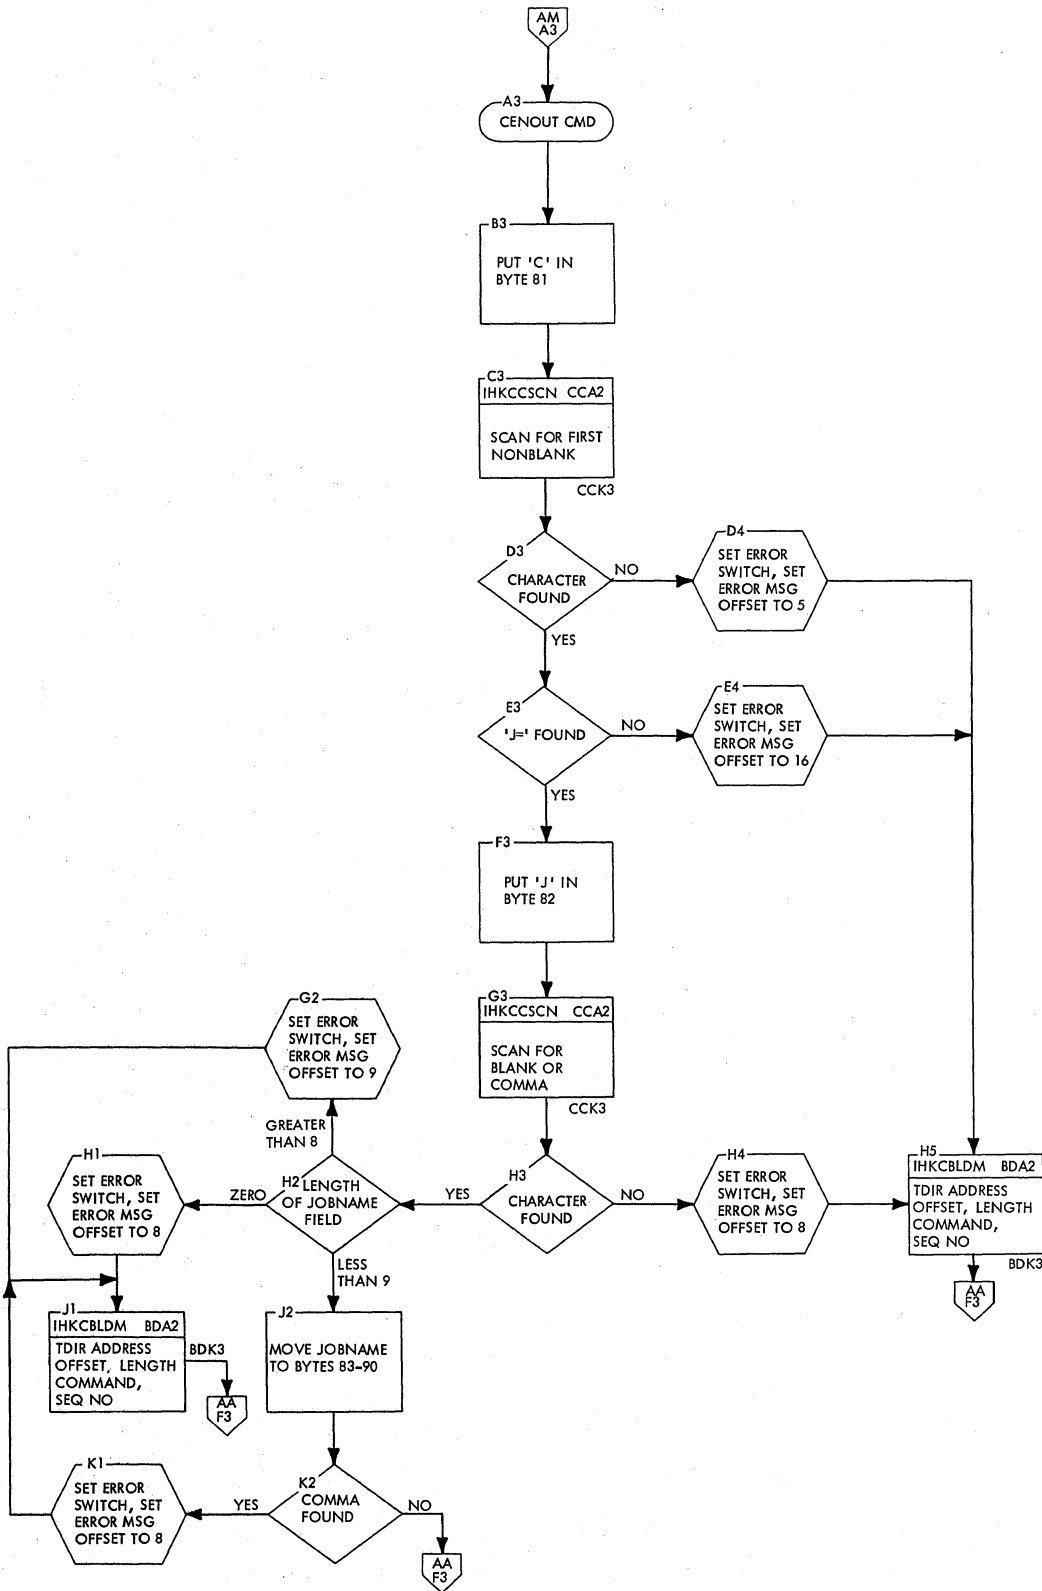 AM
A3
A3
CENOUT CMD
B3
PUT 'C' IN
BYTE 81
C3
IHKCCSCN CCA2
SCAN FOR FIRST
NONBLANK
CCK3
D3
CHARACTER
FOUND
NO
YES
D4
SET ERROR
SWITCH, SET
ERROR MSG
OFFSET TO 5
E3
'J=' FOUND
NO
YES
E4
SET ERROR
SWITCH, SET
ERROR MSG
OFFSET TO 16
F3
PUT 'J' IN
BYTE 82
G2
SET ERROR
SWITCH, SET
ERROR MSG
OFFSET TO 9
G3
IHKCCSCN CCA2
SCAN FOR
BLANK OR
COMMA
CCK3
GREATER
THAN 8
H1
SET ERROR
SWITCH, SET
ERROR MSG
OFFSET TO 8
ZERO
H2 LENGTH
OF JOBNAME
FIELD
LESS
THAN 9
YES
H3
CHARACTER
FOUND
NO
H4
SET ERROR
SWITCH, SET
ERROR MSG
OFFSET TO 8
H5
IHKCBLDM BDA2
TDIR ADDRESS
OFFSET, LENGTH
COMMAND,
SEQ NO
BDK3
AA
F3
J1
IHKCBLDM BDA2
TDIR ADDRESS
OFFSET, LENGTH
COMMAND,
SEQ NO
BDK3
AA
F3
J2
MOVE JOBNAME
TO BYTES 83-90
K1
SET ERROR
SWITCH, SET
ERROR MSG
OFFSET TO 8
YES
K2
COMMA
FOUND
NO
AA
F3